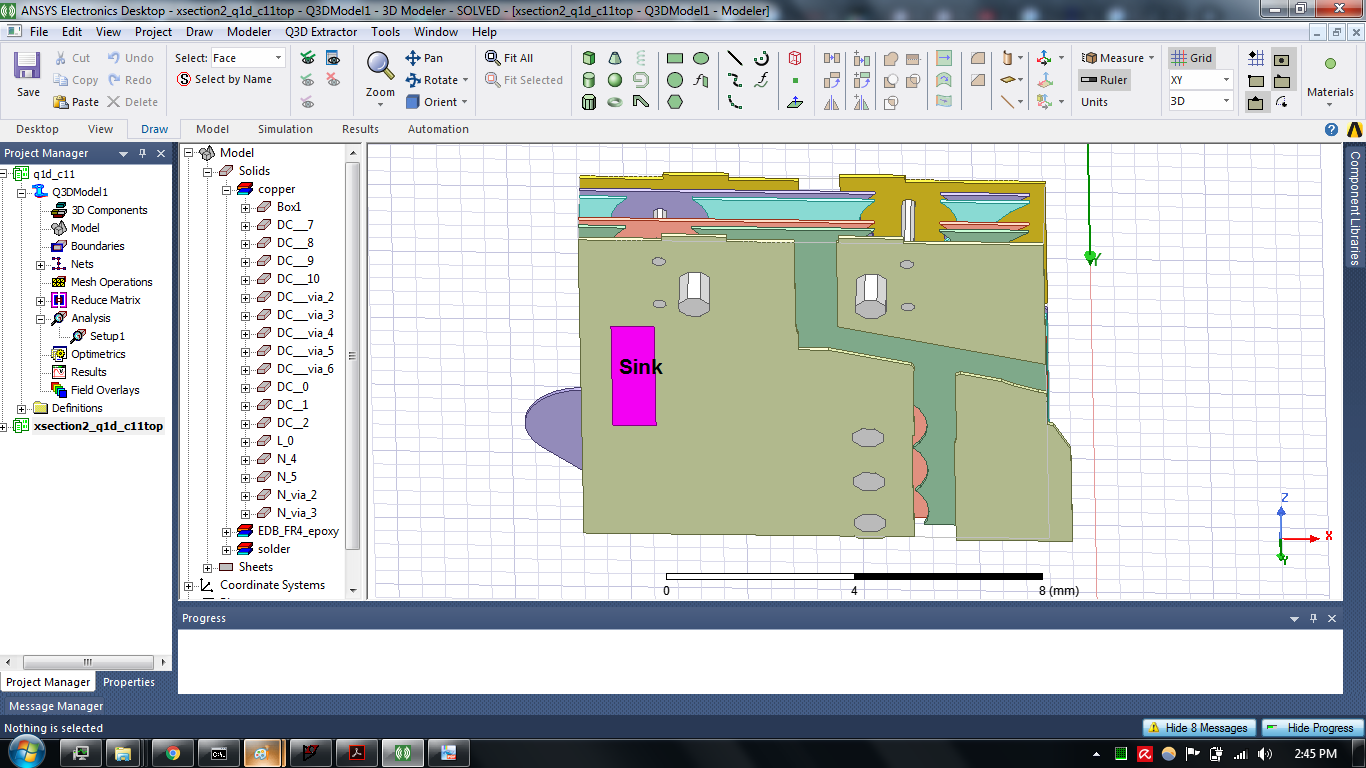 ANSYS Electronics Desktop - xsection2_q1d_c11top - Q3DModel1 - 3D Modeler - SOLVED - [xsection2_q1d_c11top - Q3DModel1 - Modeler]
File Edit View Project Draw Modeler Q3D Extractor Tools Window Help
Save
Cut
Copy
Paste
Undo
Redo
Delete
Select: Face
Select by Name
Zoom
Pan
Rotate
Orient
Fit All
Fit Selected
Measure
Ruler
Units
Grid
XY
3D
Materials
Desktop View Draw Model Simulation Results Automation
Project Manager
q1d_c11
Q3DModel1
3D Components
Model
Boundaries
Nets
Mesh Operations
Reduce Matrix
Analysis
Setup1
Optimetrics
Results
Field Overlays
Definitions
xsection2_q1d_c11top
Project Manager Properties
Model
Solids
copper
Box1
DC__7
DC__8
DC__9
DC__10
DC__via_2
DC__via_3
DC__via_4
DC__via_5
DC__via_6
DC__0
DC__1
DC__2
L_0
N_4
N_5
N_via_2
N_via_3
EDB_FR4_epoxy
solder
Sheets
Coordinate Systems
Sink
Y
Z
X
Y
0 4 8 (mm)
Component Libraries
Progress
Message Manager
Nothing is selected
Hide 8 Messages Hide Progress
2:45 PM